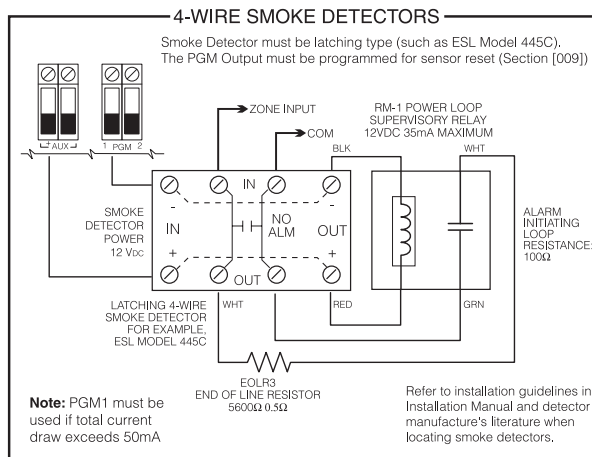 4-WIRE SMOKE DETECTORS
Smoke Detector must be latching type (such as ESL Model 445C).
The PGM Output must be programmed for sensor reset (Section [009])
+ AUX -
1 PGM 2
ZONE INPUT
COM
RM-1 POWER LOOP
SUPERVISORY RELAY
12VDC 35mA MAXIMUM
BLK
WHT
SMOKE
DETECTOR
POWER
12 VDC
- IN -
IN
NO
ALM
OUT
+ OUT +
ALARM
INITIATING
LOOP
RESISTANCE:
100Ω
LATCHING 4-WIRE
SMOKE DETECTOR
FOR EXAMPLE,
ESL MODEL 445C
WHT
RED
GRN
EOLR3
END OF LINE RESISTOR
5600Ω 0.5Ω
Note: PGM1 must be
used if total current
draw exceeds 50mA
Refer to installation guidelines in
Installation Manual and detector
manufacture's literature when
locating smoke detectors.